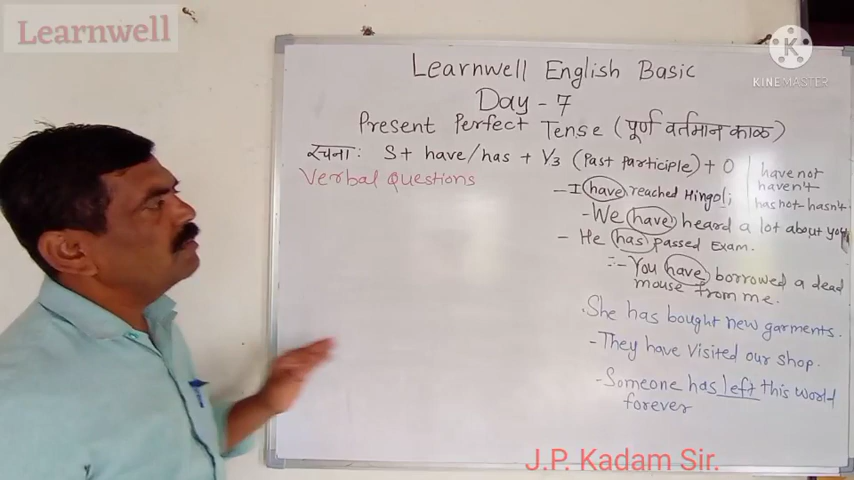 Learnwell
K
KINEMASTER
Learnwell English Basic
Day - 7
Present Perfect Tense (पूर्ण वर्तमान काळ)
रचना: S + have/has + V3 (Past participle) + O
Verbal Questions
have not
haven't
has not - hasn't
- I have reached Hingoli
- We have heard a lot about you
- He has passed Exam.
- You have borrowed a dead
mouse from me.
She has bought new garments.
- They have visited our shop.
- Someone has left this world
forever
J.P. Kadam Sir.